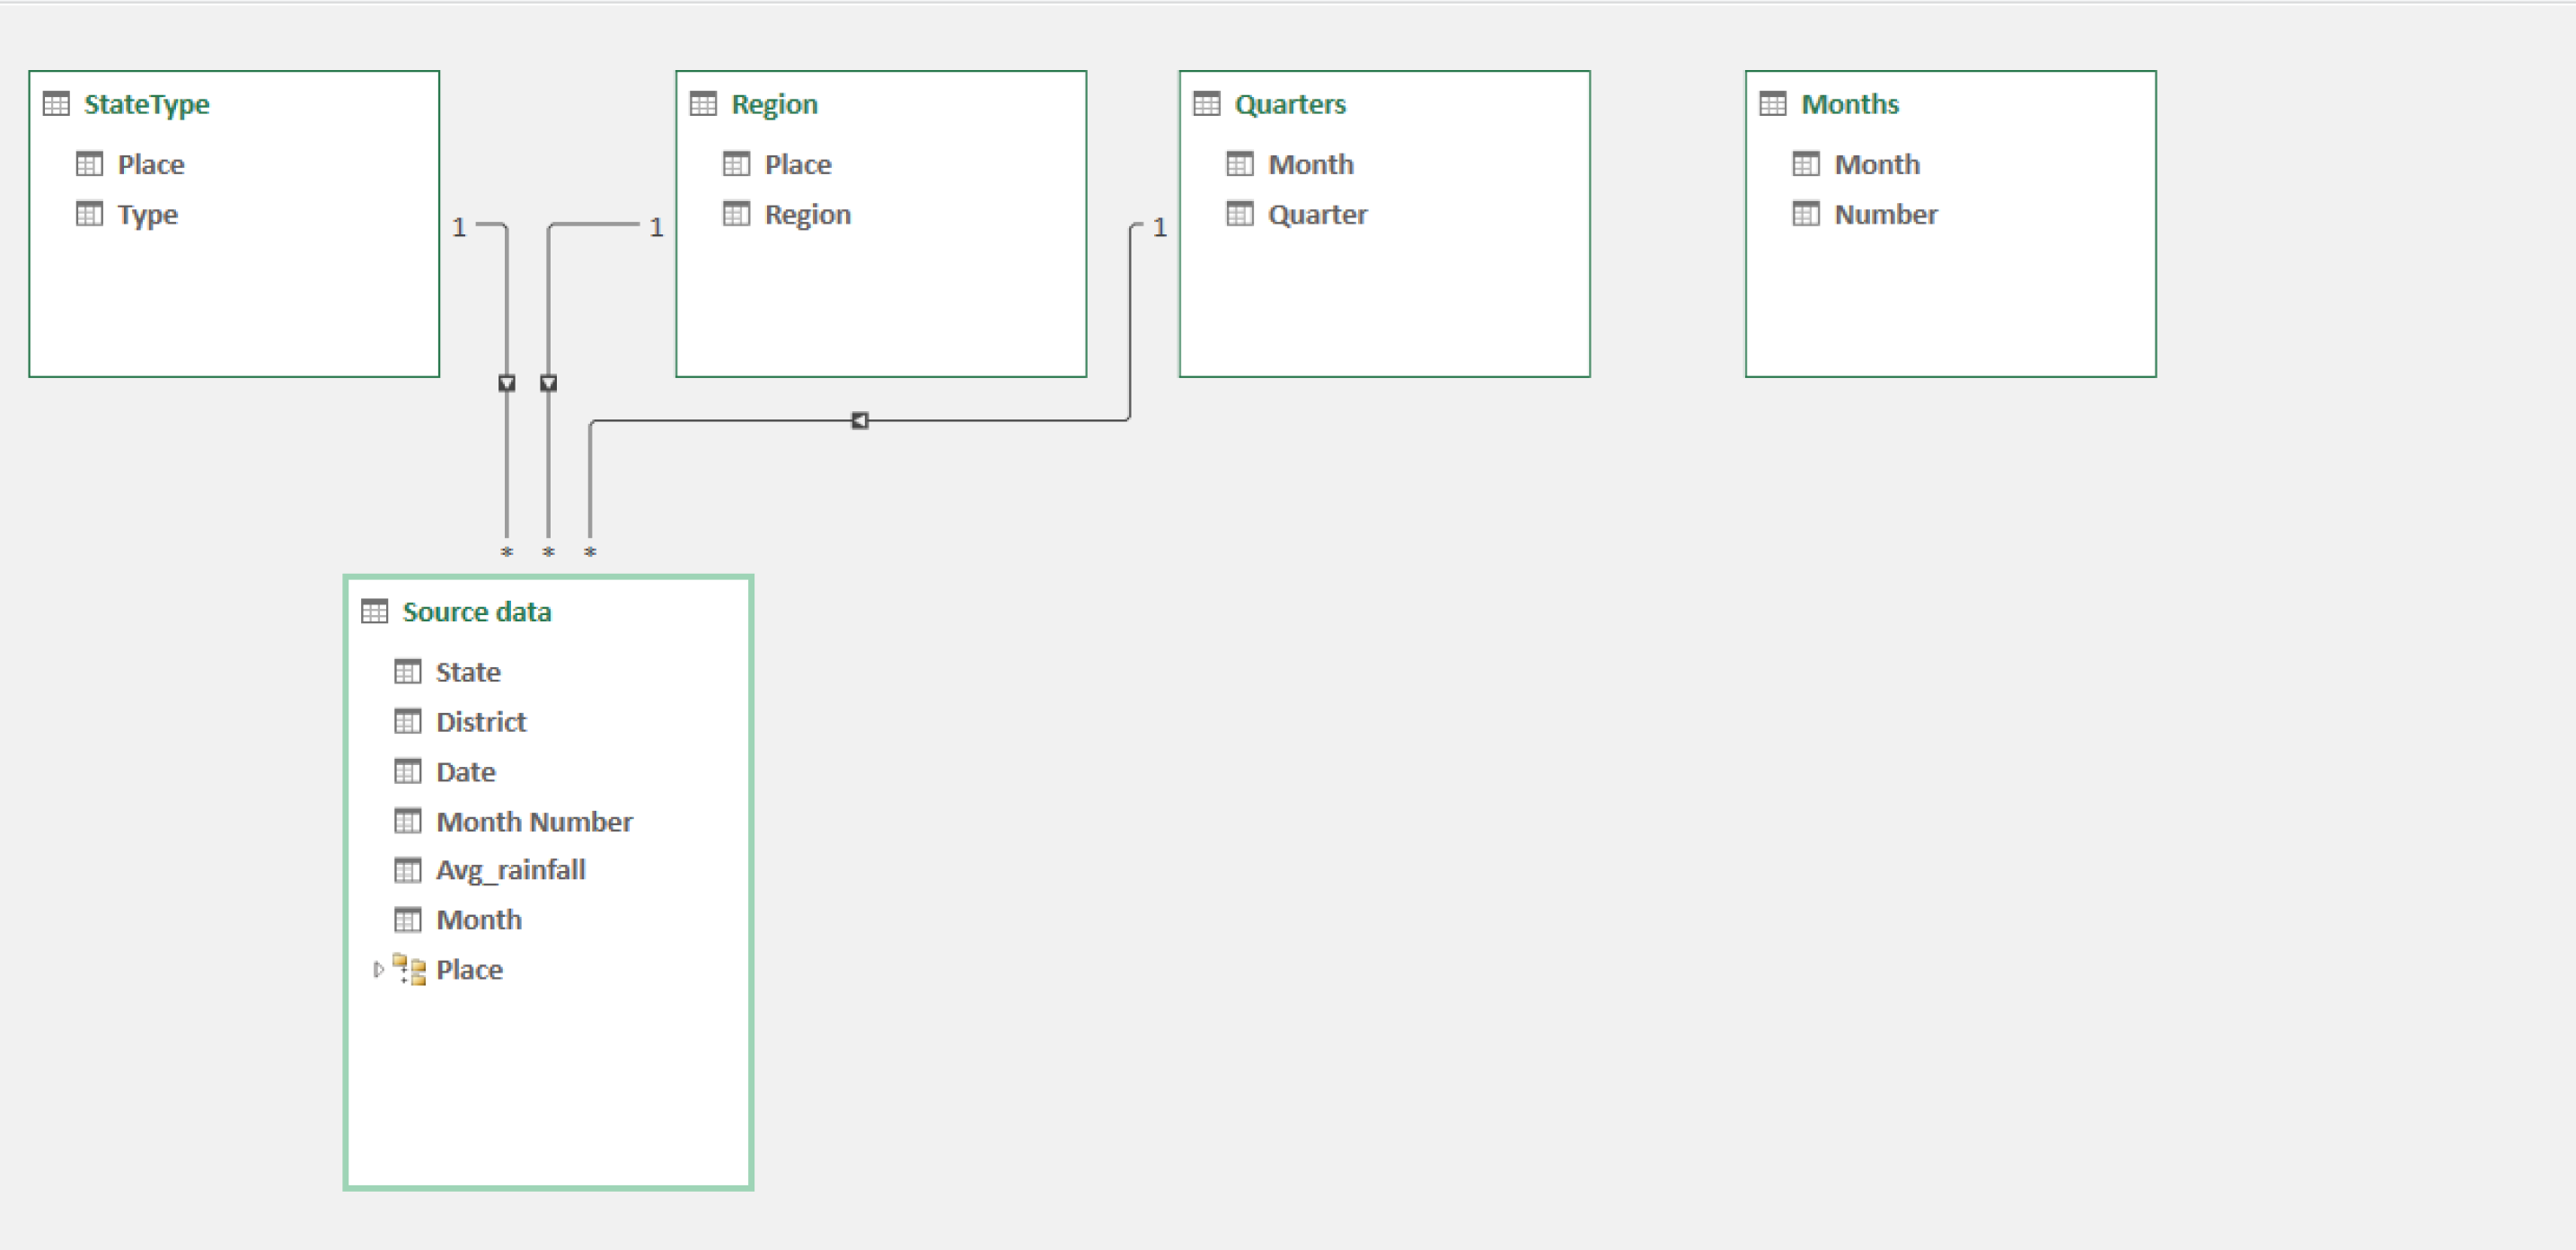 StateType
Place
Type
1
1
Region
Place
Region
1
Quarters
Month
Quarter
Months
Month
Number
* * *
Source data
State
District
Date
Month Number
Avg_rainfall
Month
Place